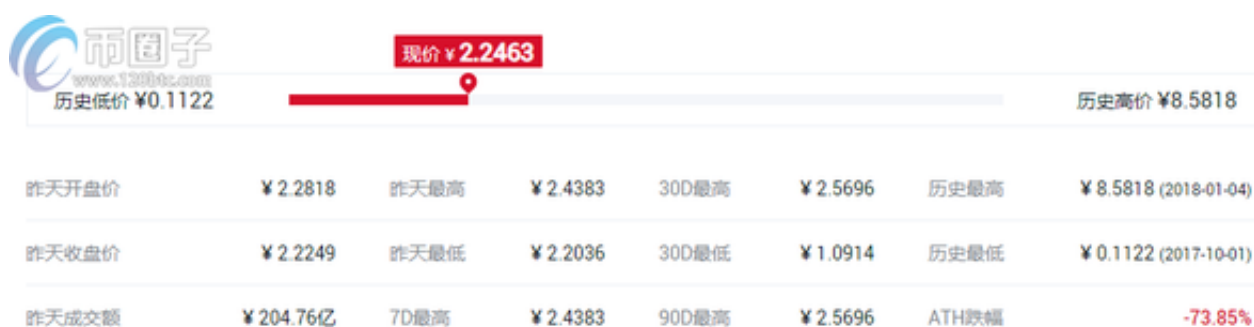 币圈子
www.120btc.com
现价 ¥ 2.2463
历史低价 ¥0.1122 历史高价 ¥8.5818
昨天开盘价 ¥ 2.2818 昨天最高 ¥ 2.4383 30D最高 ¥ 2.5696 历史最高 ¥ 8.5818 (2018-01-04)
昨天收盘价 ¥ 2.2249 昨天最低 ¥ 2.2036 30D最低 ¥ 1.0914 历史最低 ¥ 0.1122 (2017-10-01)
昨天成交额 ¥ 204.76亿 7D最高 ¥ 2.4383 90D最高 ¥ 2.5696 ATH跌幅 -73.85%